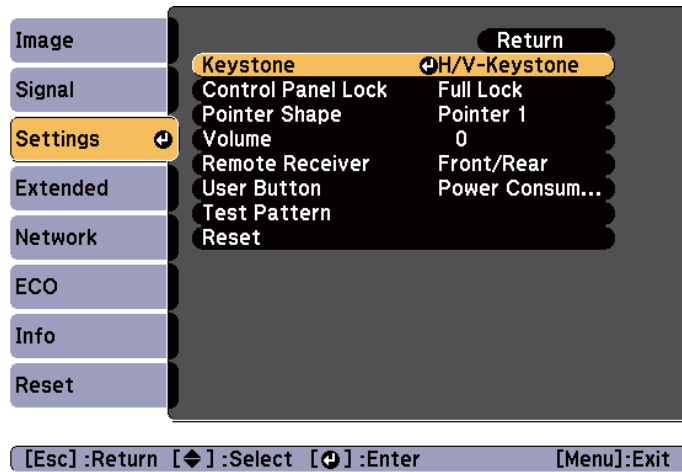 Image
Signal
Settings
Extended
Network
ECO
Info
Reset
Return
Keystone H/V-Keystone
Control Panel Lock Full Lock
Pointer Shape Pointer 1
Volume 0
Remote Receiver Front/Rear
User Button Power Consum...
Test Pattern
Reset
[Esc] :Return [◆] :Select [⏎] :Enter [Menu]:Exit